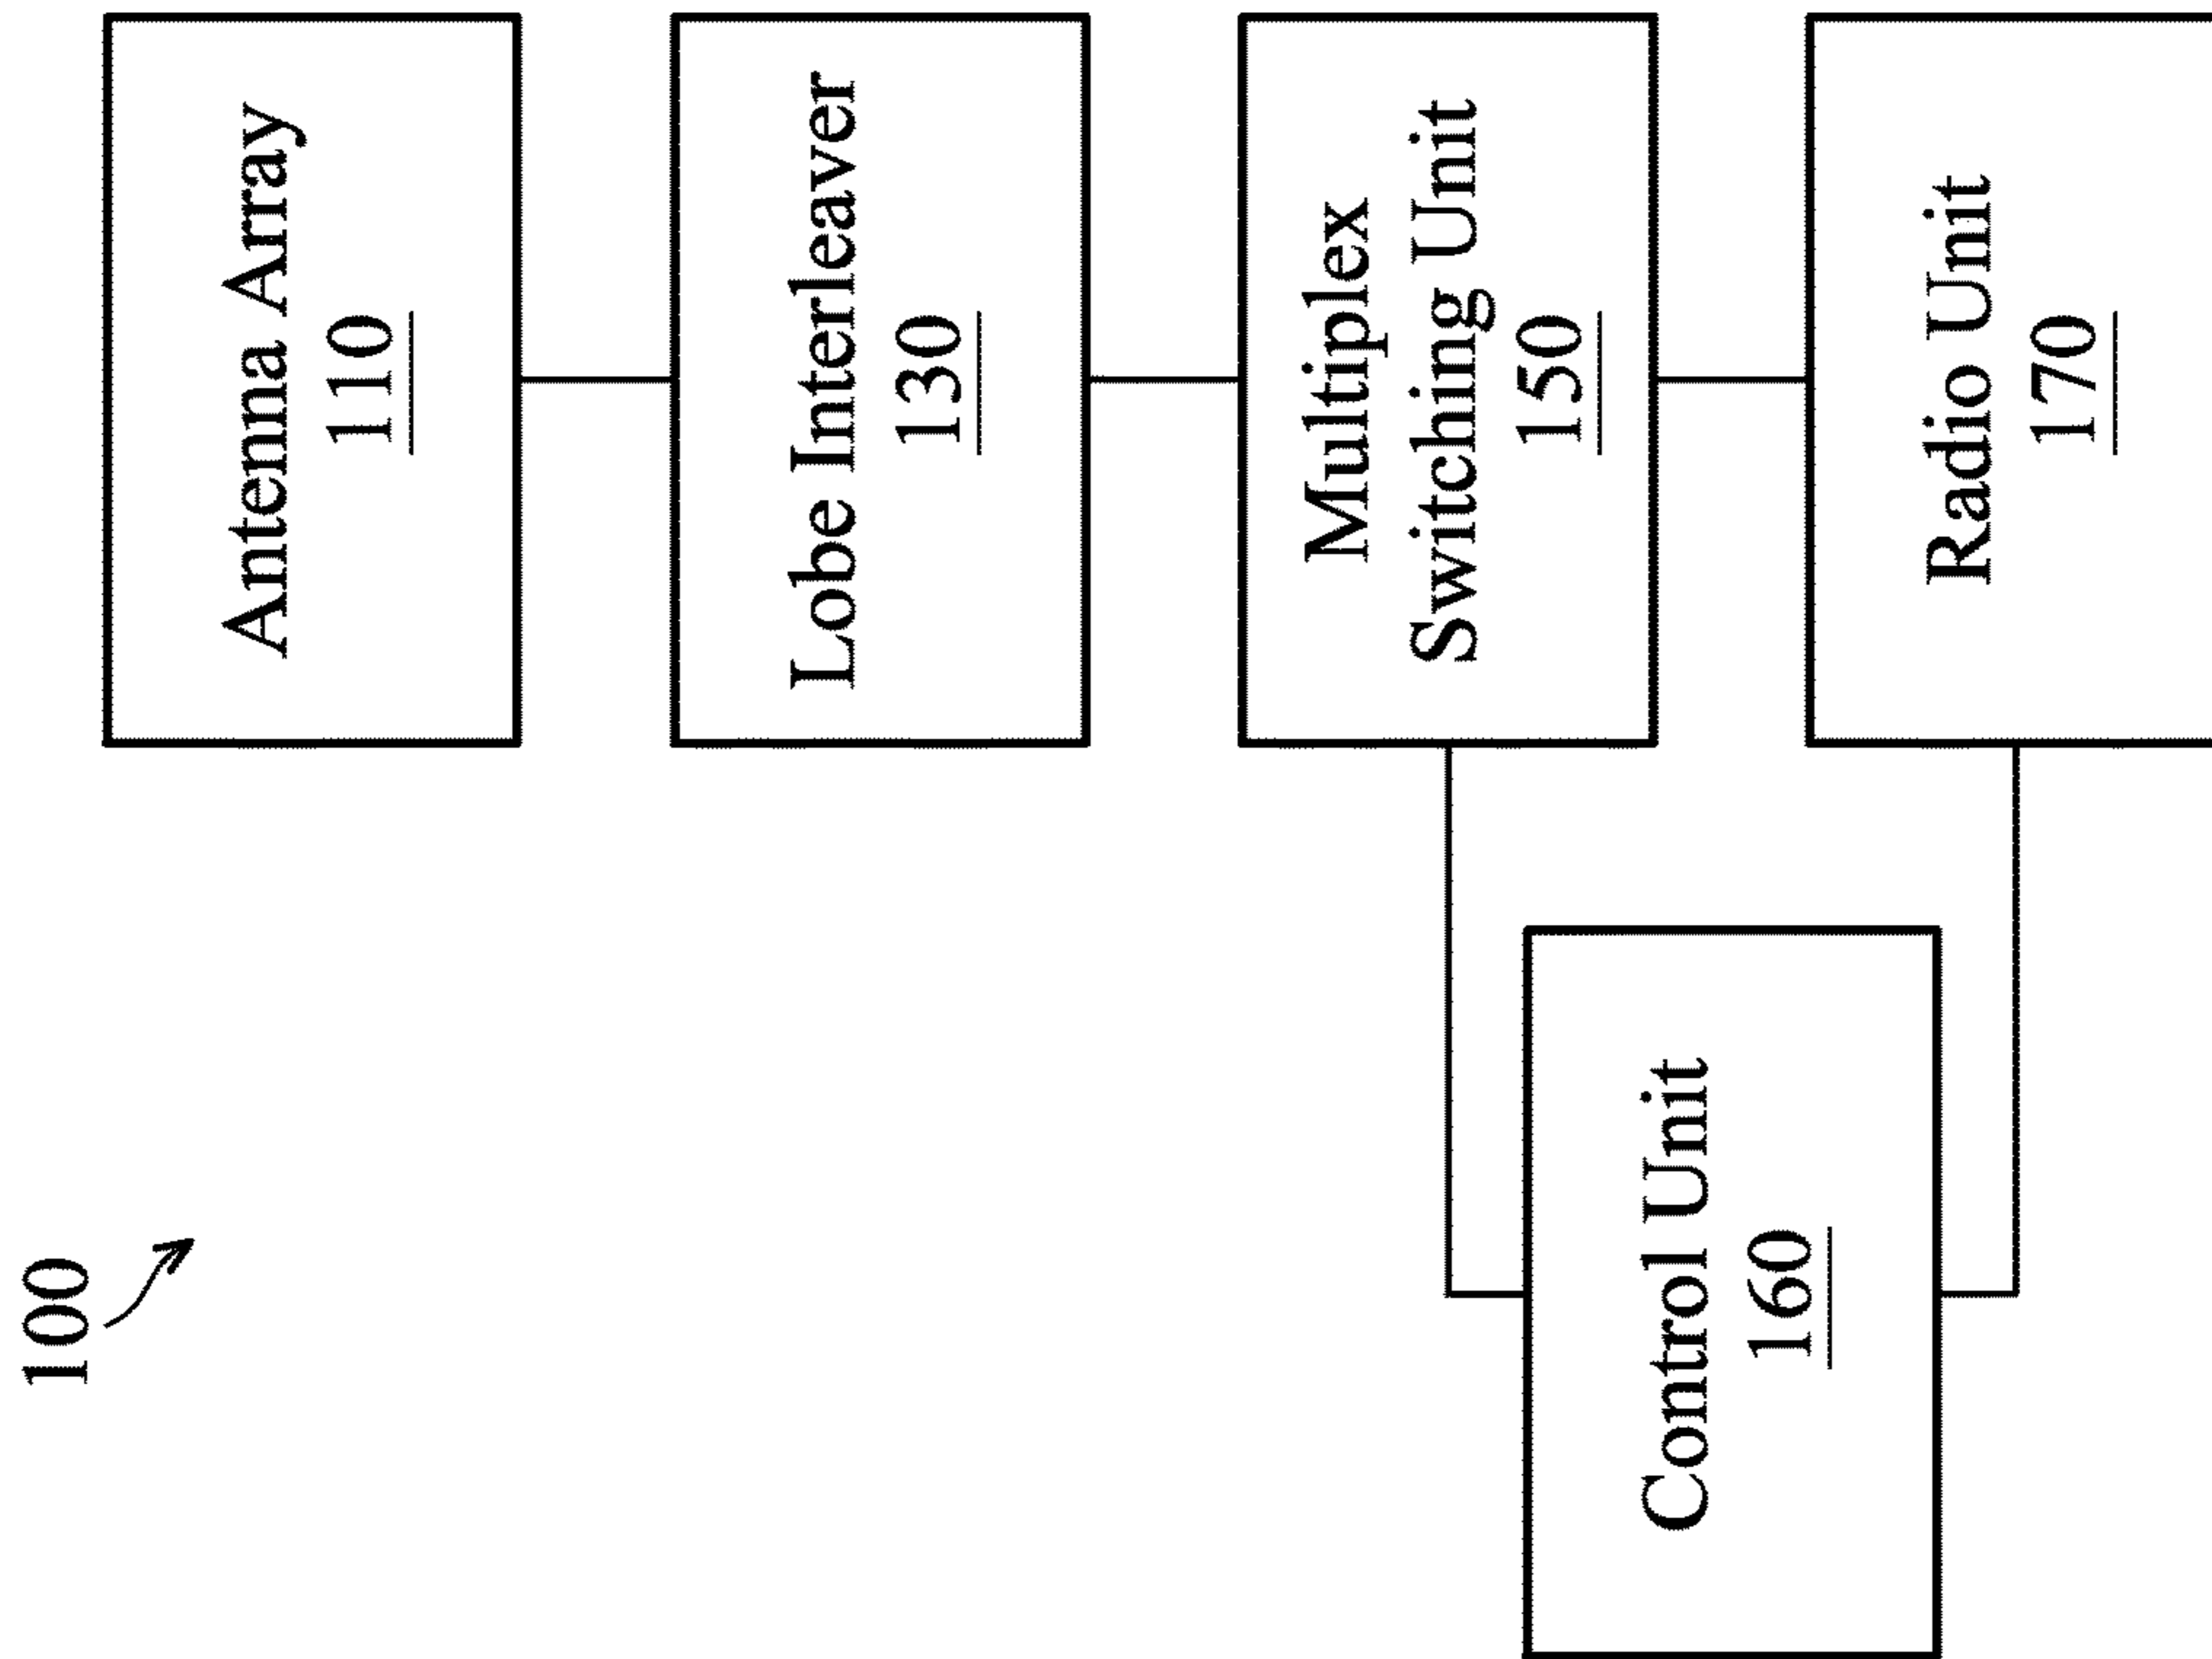 100
Antenna Array
110
Lobe Interleaver
130
Multiplex
Switching Unit
150
Control Unit
160
Radio Unit
170